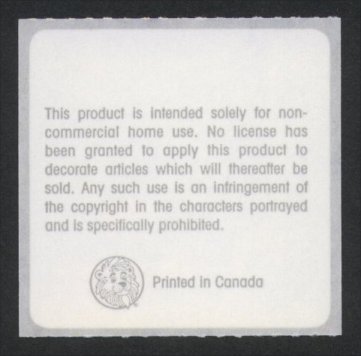 This product is intended solely for non-
commercial home use. No license has
been granted to apply this product to
decorate articles which will thereafter be
sold. Any such use is an infringement of
the copyright in the characters portrayed
and is specifically prohibited.
Printed in Canada